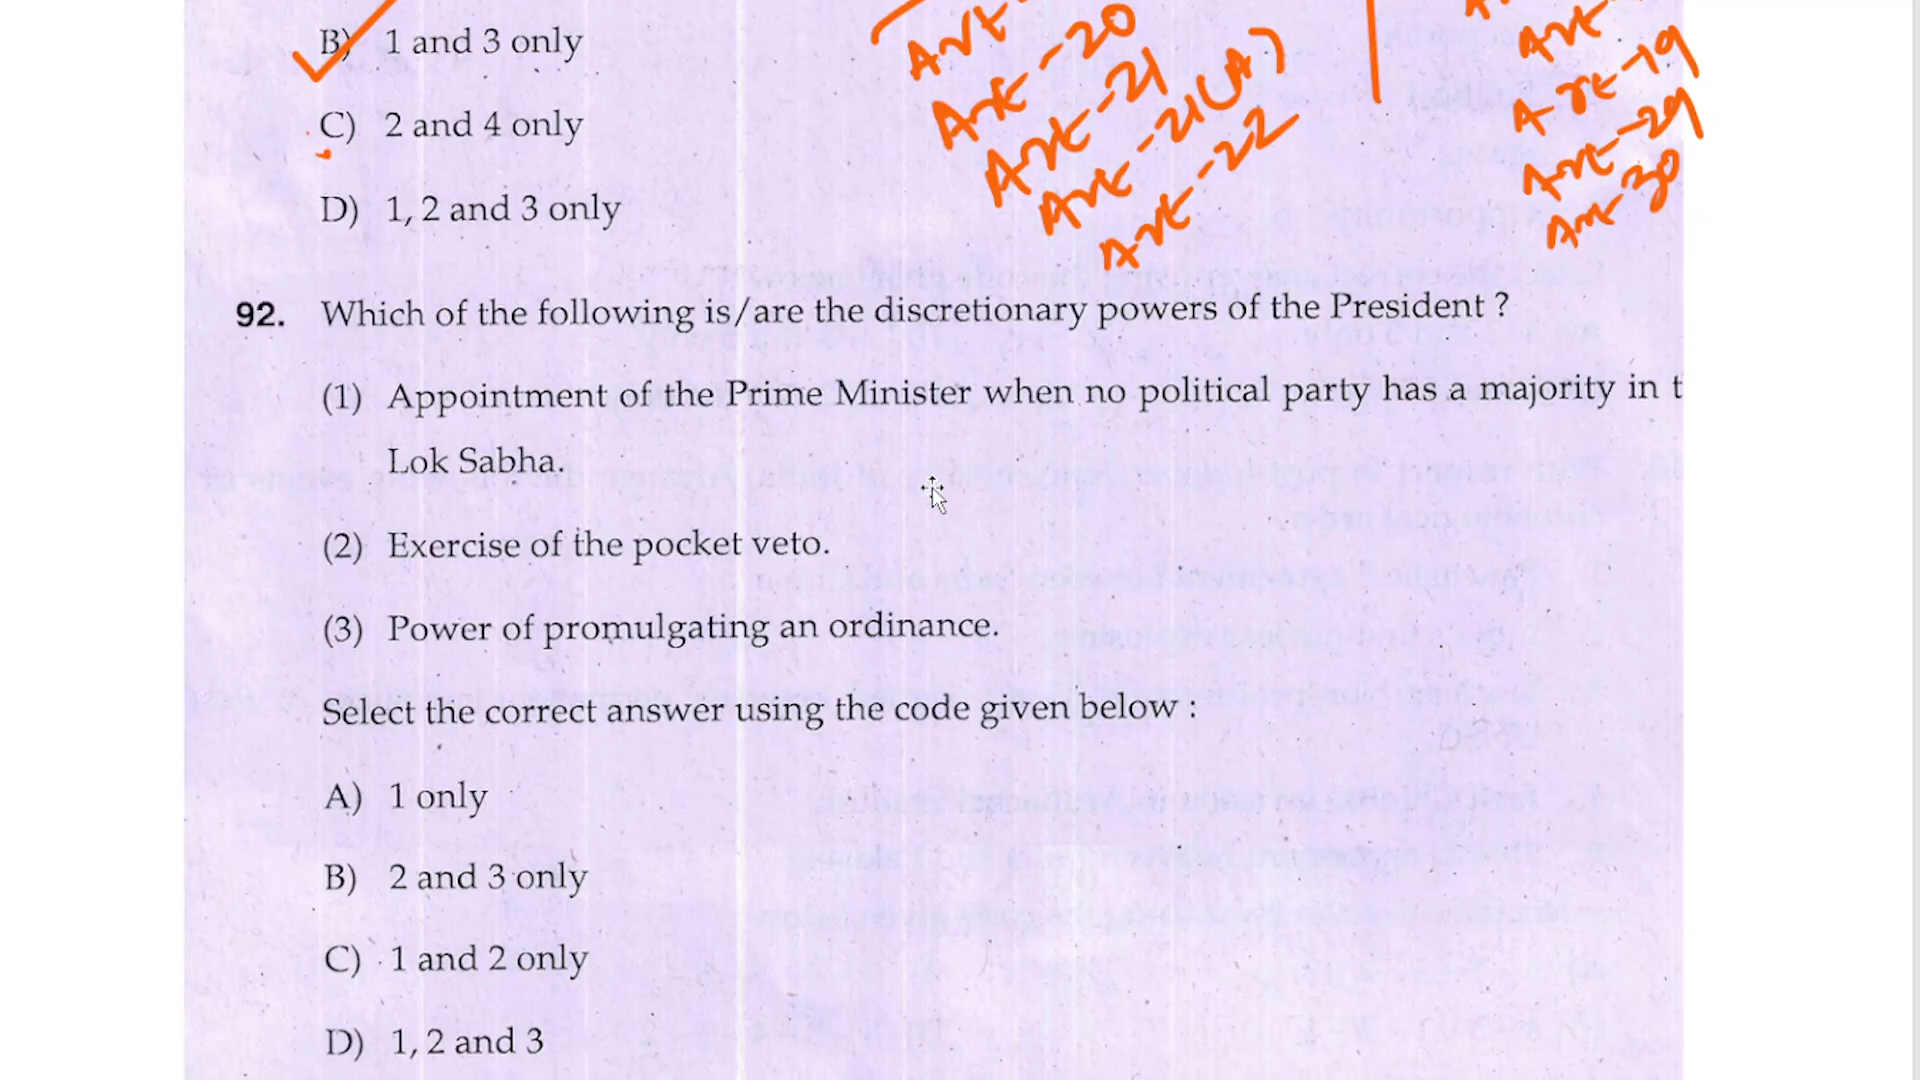 B) 1 and 3 only
C) 2 and 4 only
D) 1, 2 and 3 only
Art
Art-20
Art-21
Art-21(A)
Art-22
Art
Art-19
Art-29
Art 30
92. Which of the following is/are the discretionary powers of the President ?
(1) Appointment of the Prime Minister when no political party has a majority in t
Lok Sabha.
(2) Exercise of the pocket veto.
(3) Power of promulgating an ordinance.
Select the correct answer using the code given below :
A) 1 only
B) 2 and 3 only
C) 1 and 2 only
D) 1, 2 and 3